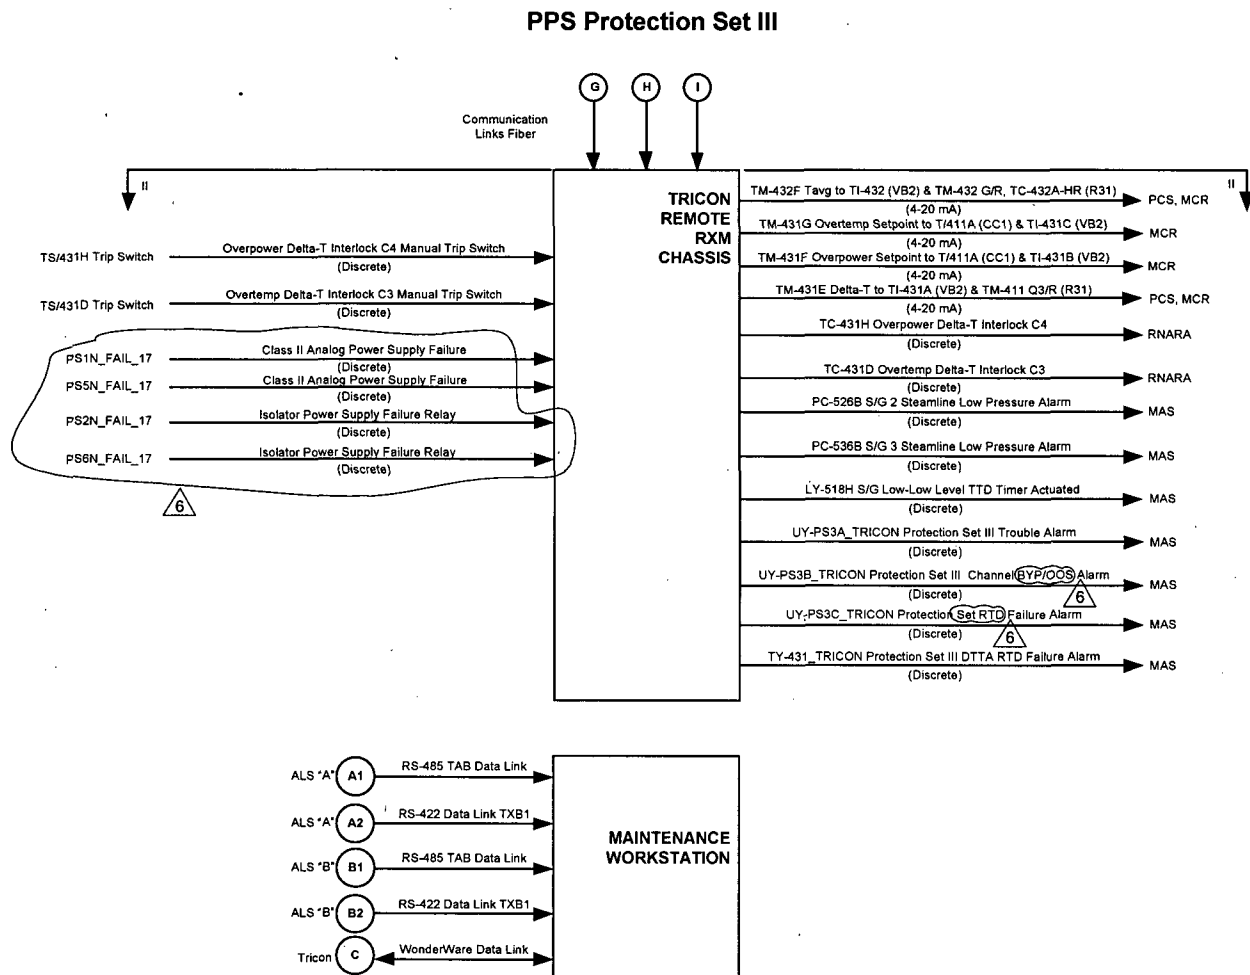 PPS Protection Set III
G
H
I
Communication
Links Fiber
II
II
TRICON
REMOTE
RXM
CHASSIS
TS/431H Trip Switch
Overpower Delta-T Interlock C4 Manual Trip Switch
(Discrete)
TS/431D Trip Switch
Overtemp Delta-T Interlock C3 Manual Trip Switch
(Discrete)
PS1N_FAIL_17
Class II Analog Power Supply Failure
(Discrete)
PS5N_FAIL_17
Class II Analog Power Supply Failure
(Discrete)
PS2N_FAIL_17
Isolator Power Supply Failure Relay
(Discrete)
PS6N_FAIL_17
Isolator Power Supply Failure Relay
(Discrete)
6
TM-432F Tavg to TI-432 (VB2) & TM-432 G/R, TC-432A-HR (R31)
(4-20 mA)
PCS, MCR
TM-431G Overtemp Setpoint to T/411A (CC1) & TI-431C (VB2)
(4-20 mA)
MCR
TM-431F Overpower Setpoint to T/411A (CC1) & TI-431B (VB2)
(4-20 mA)
MCR
TM-431E Delta-T to TI-431A (VB2) & TM-411 Q3/R (R31)
(4-20 mA)
PCS, MCR
TC-431H Overpower Delta-T Interlock C4
(Discrete)
RNARA
TC-431D Overtemp Delta-T Interlock C3
(Discrete)
RNARA
PC-526B S/G 2 Steamline Low Pressure Alarm
(Discrete)
MAS
PC-536B S/G 3 Steamline Low Pressure Alarm
(Discrete)
MAS
LY-518H S/G Low-Low Level TTD Timer Actuated
(Discrete)
MAS
UY-PS3A_TRICON Protection Set III Trouble Alarm
(Discrete)
MAS
UY-PS3B_TRICON Protection Set III Channel BYP/OOS Alarm
(Discrete)
6
MAS
UY-PS3C_TRICON Protection Set RTD Failure Alarm
(Discrete)
6
MAS
TY-431_TRICON Protection Set III DTTA RTD Failure Alarm
(Discrete)
MAS
ALS "A" A1 RS-485 TAB Data Link
ALS "A" A2 RS-422 Data Link TXB1
ALS "B" B1 RS-485 TAB Data Link
ALS "B" B2 RS-422 Data Link TXB1
Tricon C WonderWare Data Link
MAINTENANCE
WORKSTATION